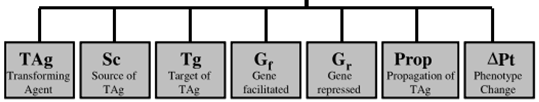 TAg
Transforming
Agent
Sc
Source of
TAg
Tg
Target of
TAg
Gf
Gene
facilitated
Gr
Gene
repressed
Prop
Propagation of
TAg
ΔPt
Phenotype
Change